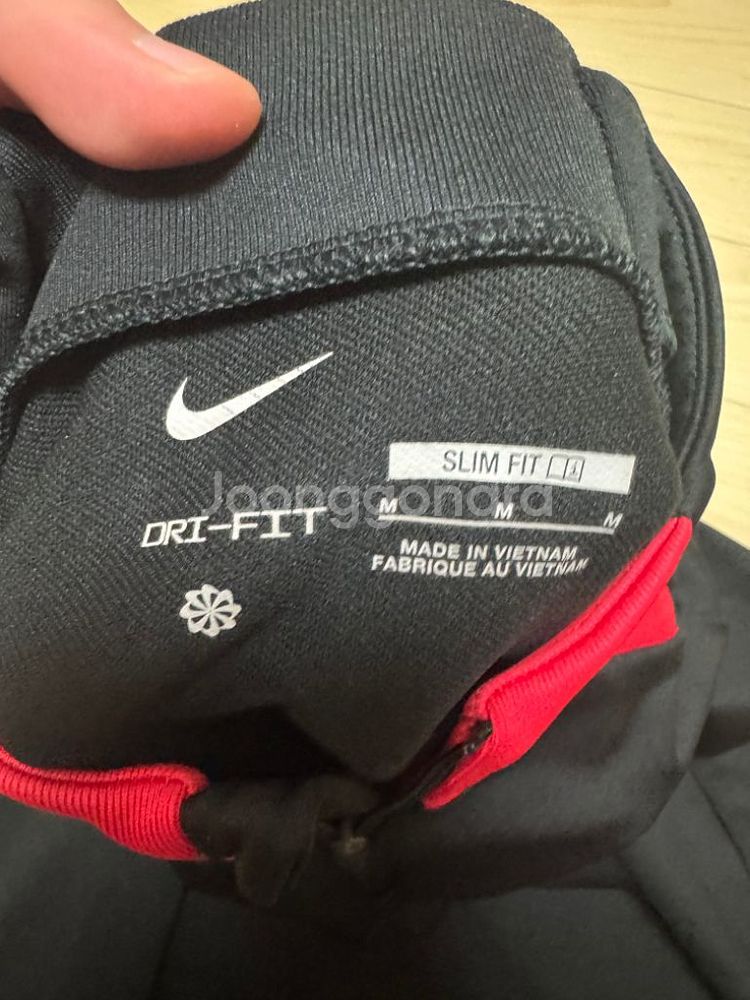 SLIM FIT
Joonggonara
DRI-FIT
M M M
MADE IN VIETNAM
FABRIQUE AU VIETNAM